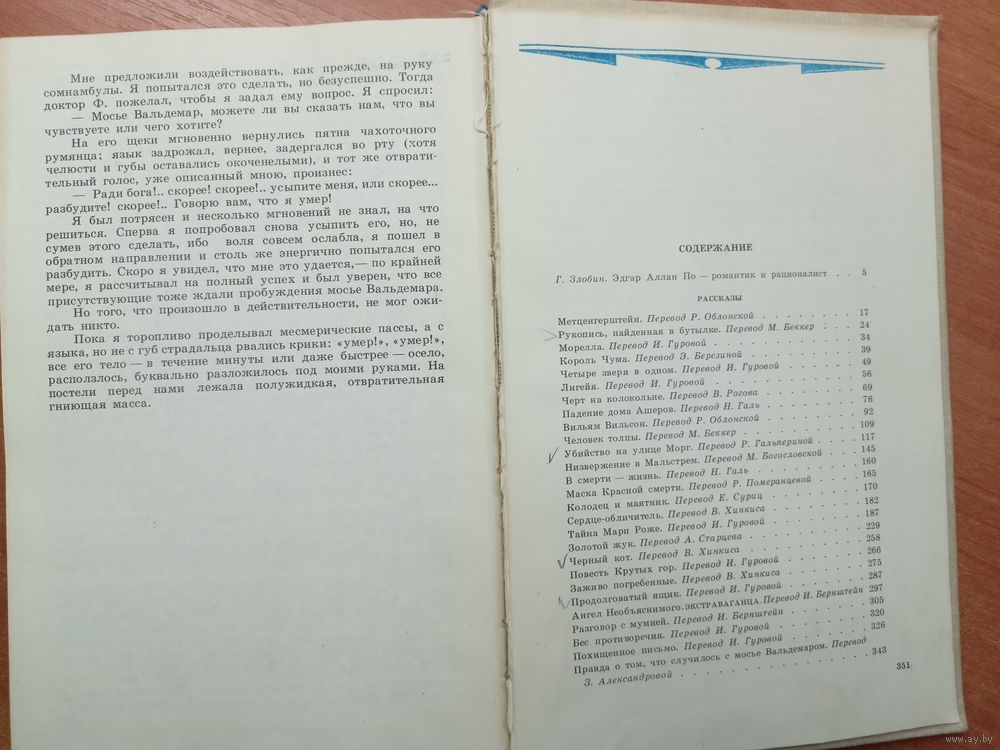 Мне предложили воздействовать, как прежде, на руку
сомнамбулы. Я попытался это сделать, но безуспешно. Тогда
доктор Ф. пожелал, чтобы я задал ему вопрос. Я спросил:
— Мосье Вальдемар, можете ли вы сказать нам, что вы
чувствуете или чего хотите?
На его щеки мгновенно вернулись пятна чахоточного
румянца; язык задрожал, вернее, задергался во рту (хотя
челюсти и губы оставались окоченелыми), и тот же отврати-
тельный голос, уже описанный мною, произнес:
— Ради бога!.. скорее! скорее!.. усыпите меня, или скорее...
разбудите! скорее!.. Говорю вам, что я умер!
Я был потрясен и несколько мгновений не знал, на что
решиться. Сперва я попробовал снова усыпить его, но, не
сумев этого сделать, ибо воля совсем ослабла, я пошел в
обратном направлении и столь же энергично попытался его
разбудить. Скоро я увидел, что мне это удается,— по крайней
мере, я рассчитывал на полный успех и был уверен, что все
присутствующие тоже ждали пробуждения мосье Вальдемара.
Но того, что произошло в действительности, не мог ожи-
дать никто.
Пока я торопливо проделывал месмерические пассы, а с
языка, но не с губ страдальца рвались крики: «умер!», «умер!»,
все его тело — в течение минуты или даже быстрее — осело,
расползлось, буквально разложилось под моими руками. На
постели перед нами лежала полужидкая, отвратительная
гниющая масса.
СОДЕРЖАНИЕ
Г. Злобин. Эдгар Аллан По — романтик и рационалист . . 5
РАССКАЗЫ
Метценгерштейн. Перевод Р. Облонской . . . . . . . . 17
Рукопись, найденная в бутылке. Перевод М. Беккер . . . 24
Морелла. Перевод И. Гуровой . . . . . . . . . . . 34
Король Чума. Перевод Э. Березиной . . . . . . . . . 39
Четыре зверя в одном. Перевод И. Гуровой . . . . . . 49
Лигейя. Перевод И. Гуровой . . . . . . . . . . . 56
Черт на колокольне. Перевод В. Рогова . . . . . . . . 69
Падение дома Ашеров. Перевод Н. Галь . . . . . . . . 76
Вильям Вильсон. Перевод Р. Облонской . . . . . . . . 92
Человек толпы. Перевод М. Беккер . . . . . . . . . 109
Убийство на улице Морг. Перевод Р. Гальпериной . . . . 117
Низвержение в Мальстрем. Перевод М. Богословской . . . 145
В смерти — жизнь. Перевод Н. Галь . . . . . . . . . 160
Маска Красной смерти. Перевод Р. Померанцевой . . . . 165
Колодец и маятник. Перевод Е. Суриц . . . . . . . . 170
Сердце-обличитель. Перевод В. Хинкиса . . . . . . . . 182
Тайна Мари Роже. Перевод И. Гуровой . . . . . . . . 187
Золотой жук. Перевод А. Старцева . . . . . . . . . 229
Черный кот. Перевод В. Хинкиса . . . . . . . . . . 258
Повесть Крутых гор. Перевод И. Гуровой . . . . . . . 266
Заживо погребенные. Перевод В. Хинкиса . . . . . . . 275
Продолговатый ящик. Перевод И. Гуровой . . . . . . . 287
Ангел Необъяснимого. ЭКСТРАВАГАНЦА. Перевод И. Бернштейн 297
Разговор с мумией. Перевод И. Бернштейн . . . . . . . 305
Бес противоречия. Перевод И. Гуровой . . . . . . . . 320
Похищенное письмо. Перевод И. Гуровой . . . . . . . 326
Правда о том, что случилось с мосье Вальдемаром. Перевод
З. Александровой . . . . . . . . . . . . . . 343
351
www.ay.by